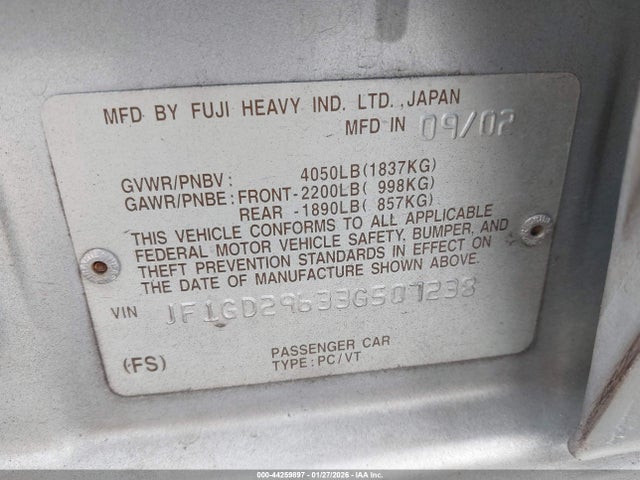 MFD BY FUJI HEAVY IND. LTD.,JAPAN
MFD IN 09/02
GVWR/PNBV: 4050LB(1837KG)
GAWR/PNBE: FRONT-2200LB( 998KG)
REAR -1890LB( 857KG)
THIS VEHICLE CONFORMS TO ALL APPLICABLE
FEDERAL MOTOR VEHICLE SAFETY, BUMPER, AND
THEFT PREVENTION STANDARDS IN EFFECT ON
THE DATE OF MANUFACTURE SHOWN ABOVE.
VIN JF1GD29633G507238
PASSENGER CAR
(FS) TYPE: PC/VT
000-44259897 - 01/27/2026 - COPYRIGHT IAA, LLC